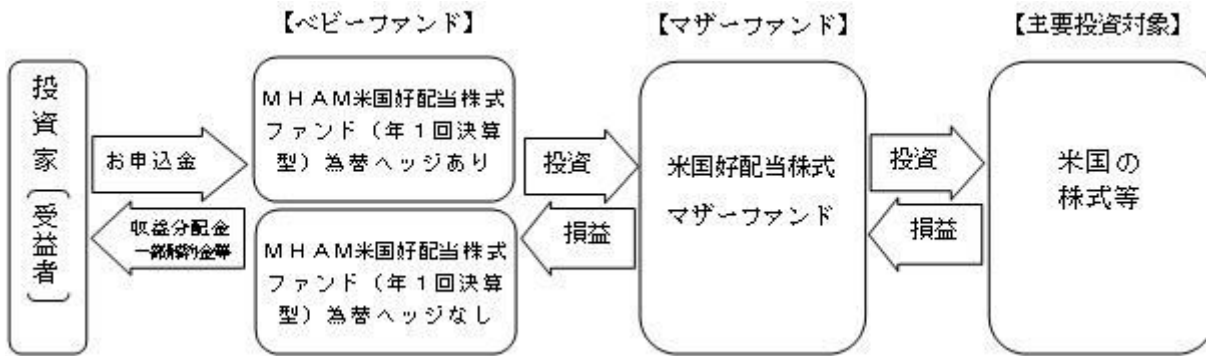 【ベビーファンド】
【マザーファンド】
【主要投資対象】
投資家（受益者）
お申込金
収益分配金
一部解約金等
ＭＨＡＭ米国好配当株式
ファンド（年１回決算
型）為替ヘッジあり
ＭＨＡＭ米国好配当株式
ファンド（年１回決算
型）為替ヘッジなし
投資
損益
米国好配当株式
マザーファンド
投資
損益
米国の
株式等